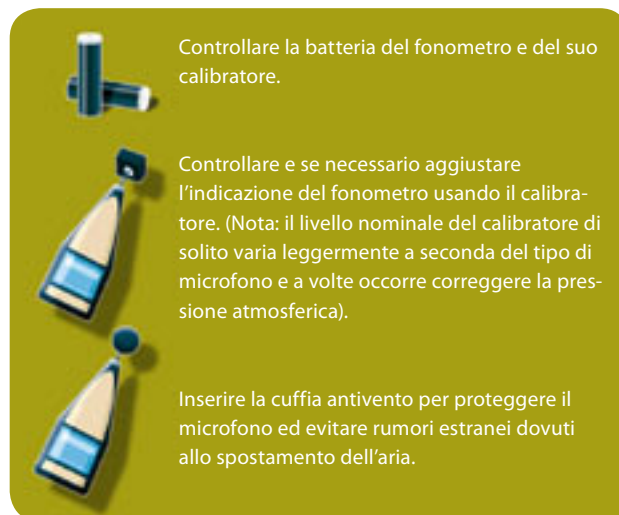 Controllare la batteria del fonometro e del suo
calibratore.
Controllare e se necessario aggiustare
l'indicazione del fonometro usando il calibra-
tore. (Nota: il livello nominale del calibratore di
solito varia leggermente a seconda del tipo di
microfono e a volte occorre correggere la pres-
sione atmosferica).
Inserire la cuffia antivento per proteggere il
microfono ed evitare rumori estranei dovuti
allo spostamento dell'aria.